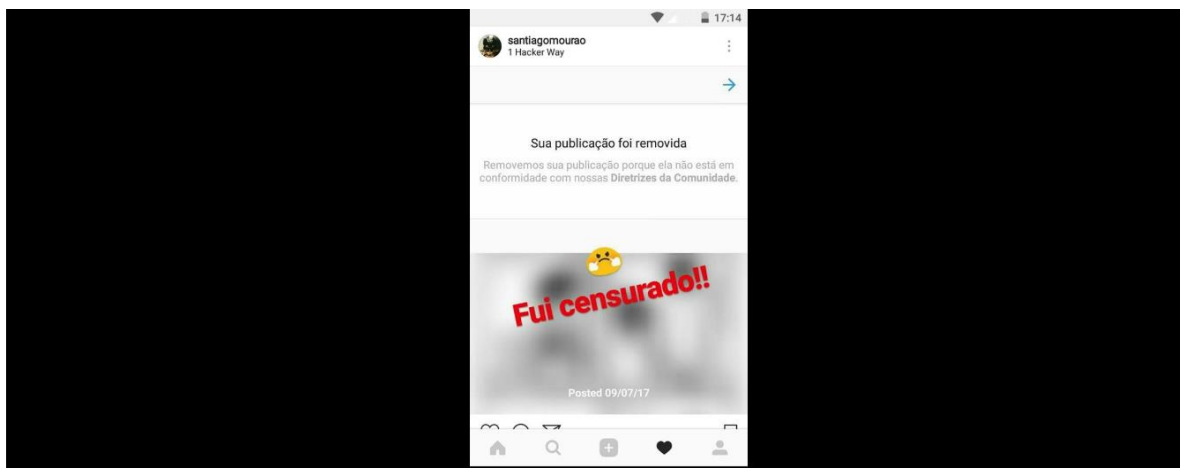 17:14
santiagomourao
1 Hacker Way
Sua publicação foi removida
Removemos sua publicação porque ela não está em
conformidade com nossas Diretrizes da Comunidade.
Fui censurado!!
Posted 09/07/17